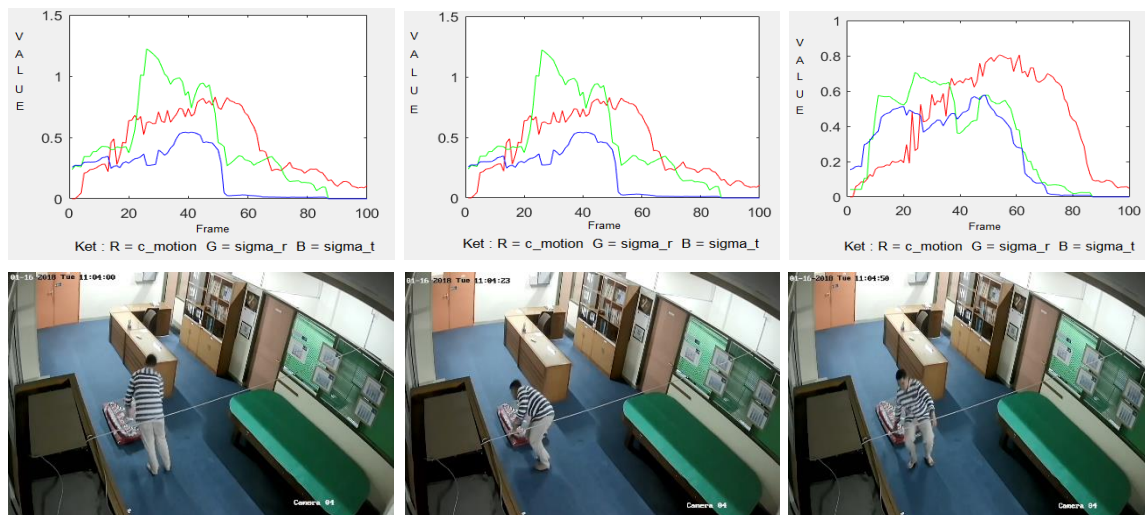 VALUE
1.5
1
0.5
0
0 20 40 60 80 100
Frame
Ket : R = c_motion G = sigma_r B = sigma_t
VALUE
1.5
1
0.5
0
0 20 40 60 80 100
Frame
Ket : R = c_motion G = sigma_r B = sigma_t
VALUE
1
0.8
0.6
0.4
0.2
0
0 20 40 60 80 100
Frame
Ket : R = c_motion G = sigma_r B = sigma_t
01-16-2018 Tue 11:04:00
Camera 04
01-16-2018 Tue 11:04:23
Camera 04
01-16-2018 Tue 11:04:50
Camera 04